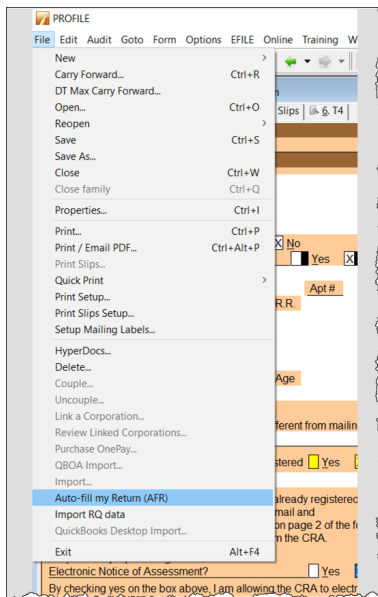 PROFILE
File Edit Audit Goto Form Options EFILE Online Training W
New
Carry Forward... Ctrl+R
DT Max Carry Forward...
Open... Ctrl+O
Reopen
Save Ctrl+S
Slips 6. T4
Save As...
Close Ctrl+W
Close family Ctrl+Q
Properties... Ctrl+I
Print... Ctrl+P
Print / Email PDF... Ctrl+Alt+P
X No
Print Slips...
Yes X
Quick Print
Print Setup...
Apt #
Print Slips Setup...
R.R.
Setup Mailing Labels...
HyperDocs...
Delete...
Couple...
Age
Uncouple...
Link a Corporation...
ferent from mailin
Review Linked Corporations...
Purchase OnePay...
QBOA Import...
stered Yes
Import...
Auto-fill my Return (AFR)
already registered
mail and
Import RQ data
on page 2 of the fo
QuickBooks Desktop Import...
m the CRA.
Exit Alt+F4
Electronic Notice of Assessment? Yes
By checking yes on the box above, I am allowing the CRA to electr